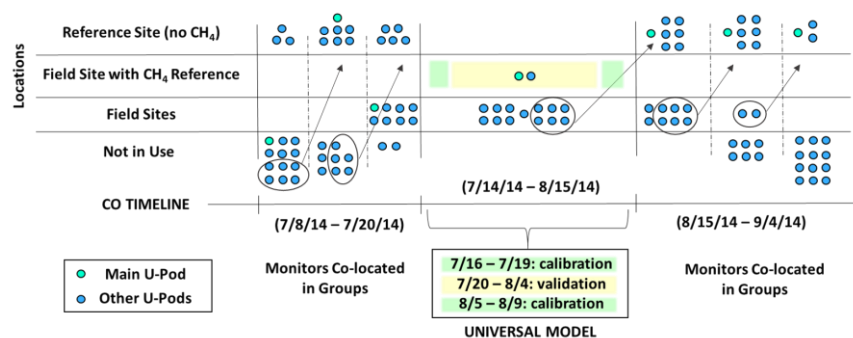 Locations
Reference Site (no CH₄)
Field Site with CH₄ Reference
Field Sites
Not in Use
CO TIMELINE
(7/14/14 – 8/15/14)
(7/8/14 – 7/20/14)
(8/15/14 – 9/4/14)
Main U-Pod
Other U-Pods
Monitors Co-located
in Groups
7/16 – 7/19: calibration
7/20 – 8/4: validation
8/5 – 8/9: calibration
UNIVERSAL MODEL
Monitors Co-located
in Groups